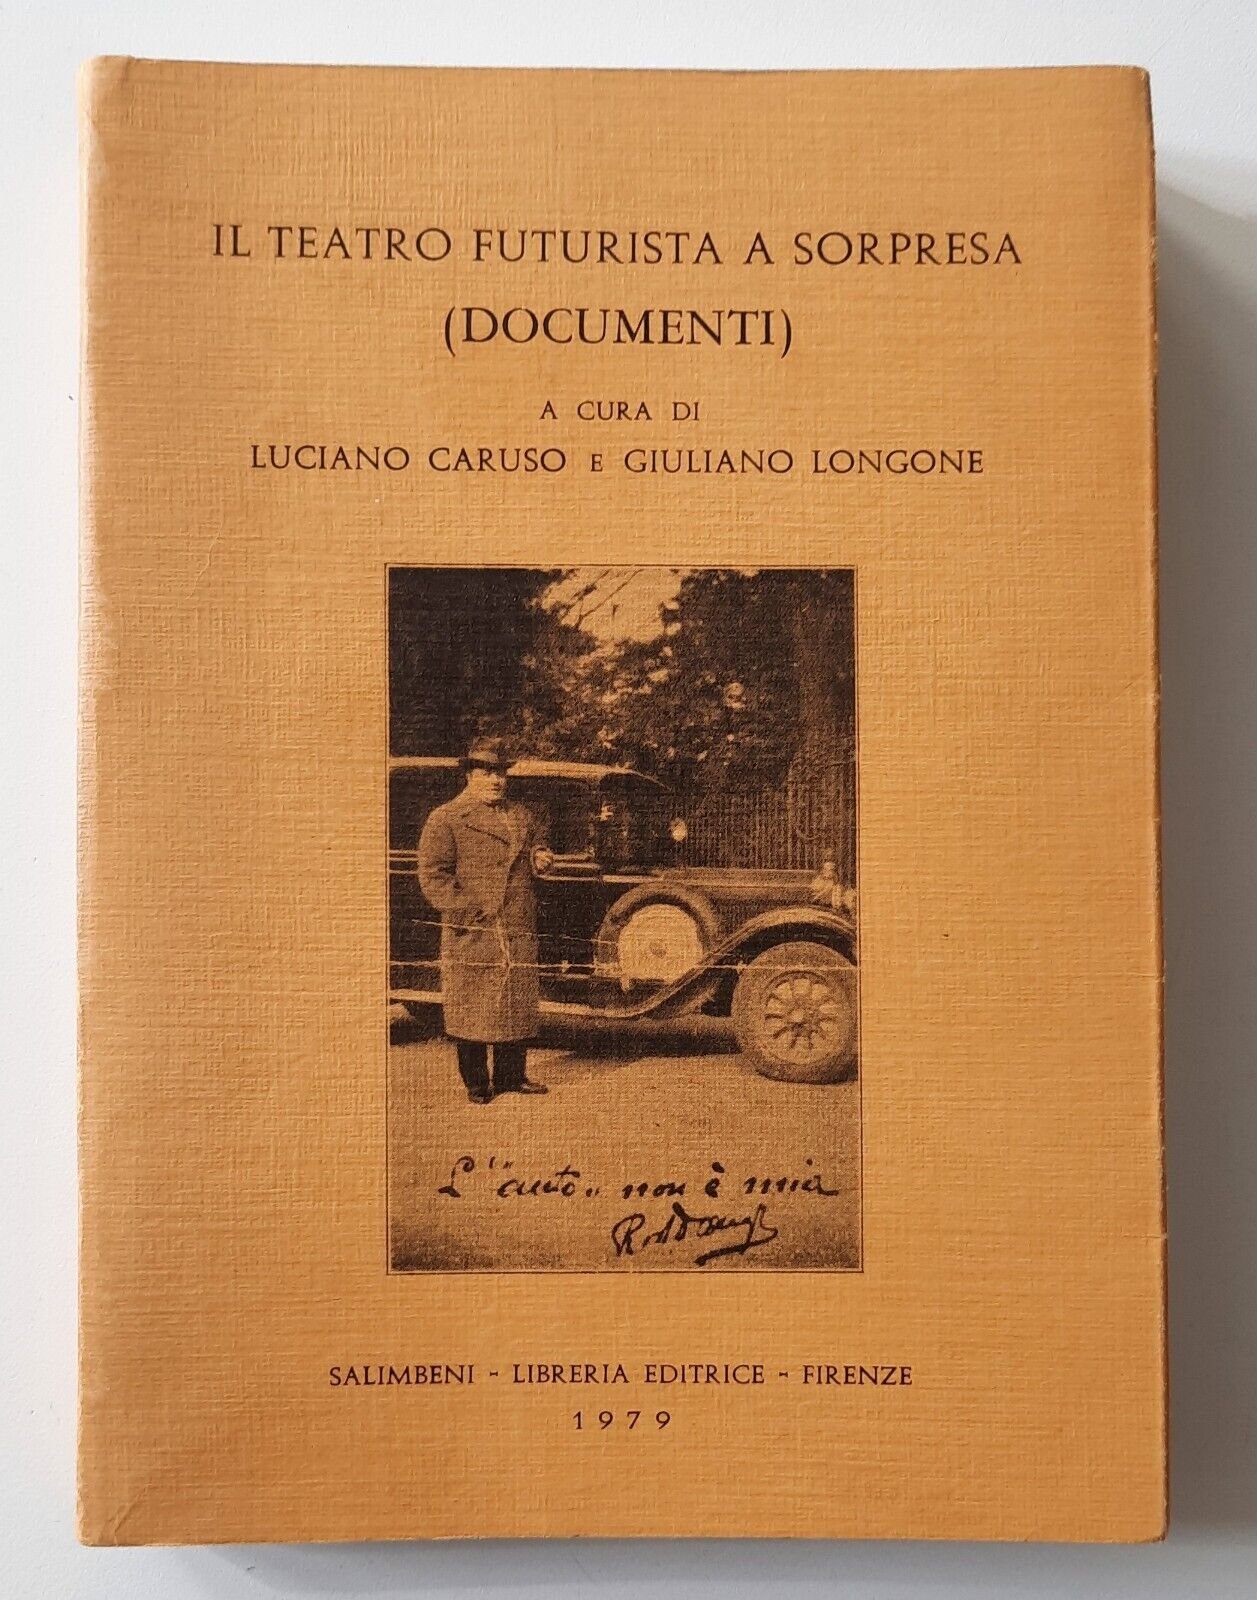 IL TEATRO FUTURISTA A SORPRESA
(DOCUMENTI)
A CURA DI
LUCIANO CARUSO E GIULIANO LONGONE
L'"auto" non è mia
SALIMBENI - LIBRERIA EDITRICE - FIRENZE
1979